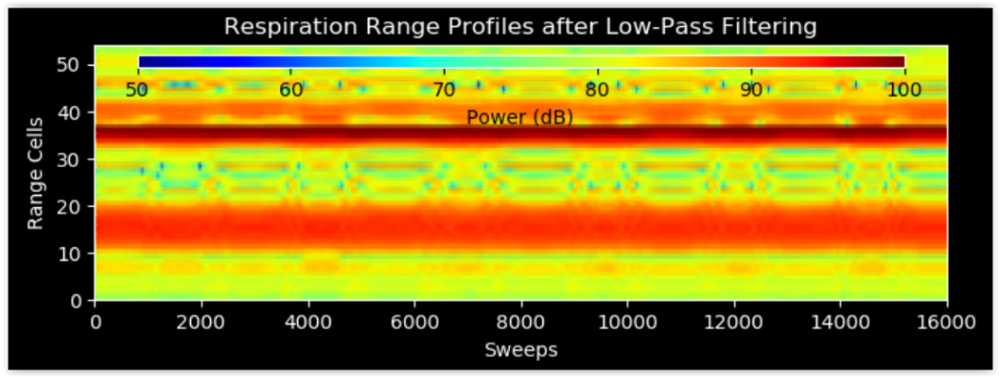 Respiration Range Profiles after Low-Pass Filtering
50
40
30
20
10
0
Range Cells
50 60 70 80 90 100
Power (dB)
0 2000 4000 6000 8000 10000 12000 14000 16000
Sweeps